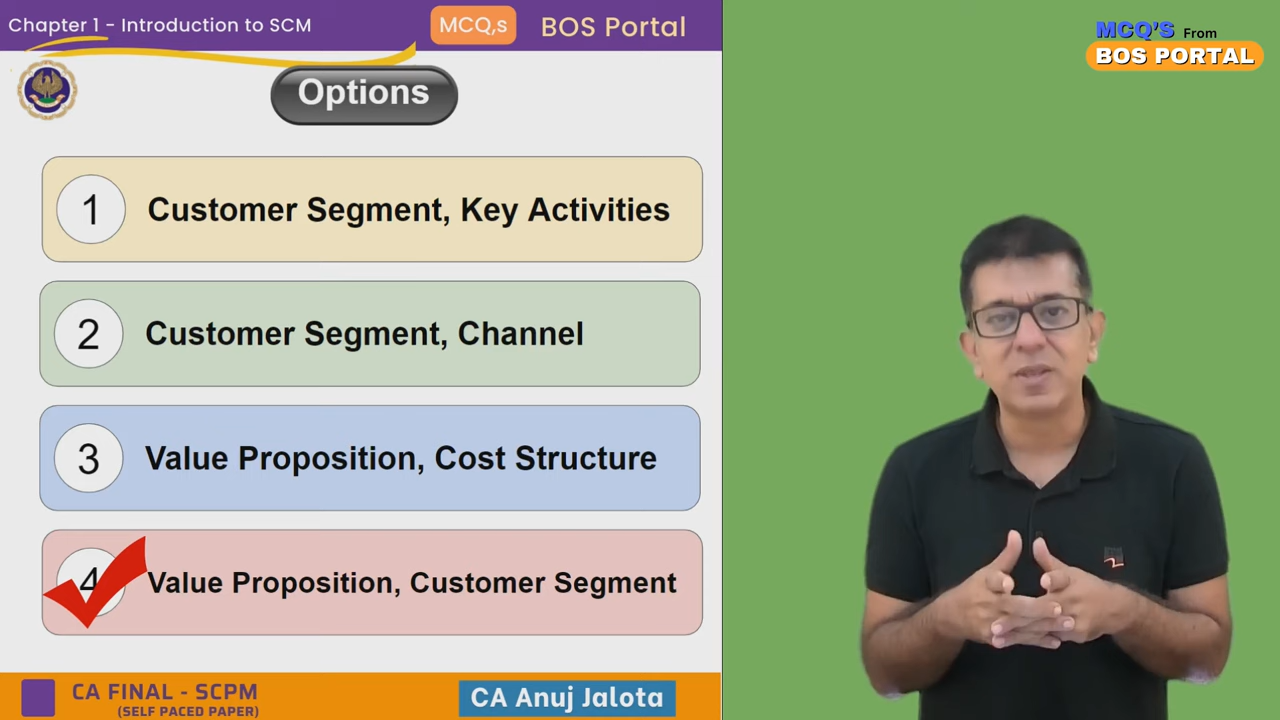 Chapter 1 - Introduction to SCM
MCQ,s
BOS Portal
MCQ'S From
BOS PORTAL
Options
1 Customer Segment, Key Activities
2 Customer Segment, Channel
3 Value Proposition, Cost Structure
4 Value Proposition, Customer Segment
CA FINAL - SCPM
(SELF PACED PAPER)
CA Anuj Jalota